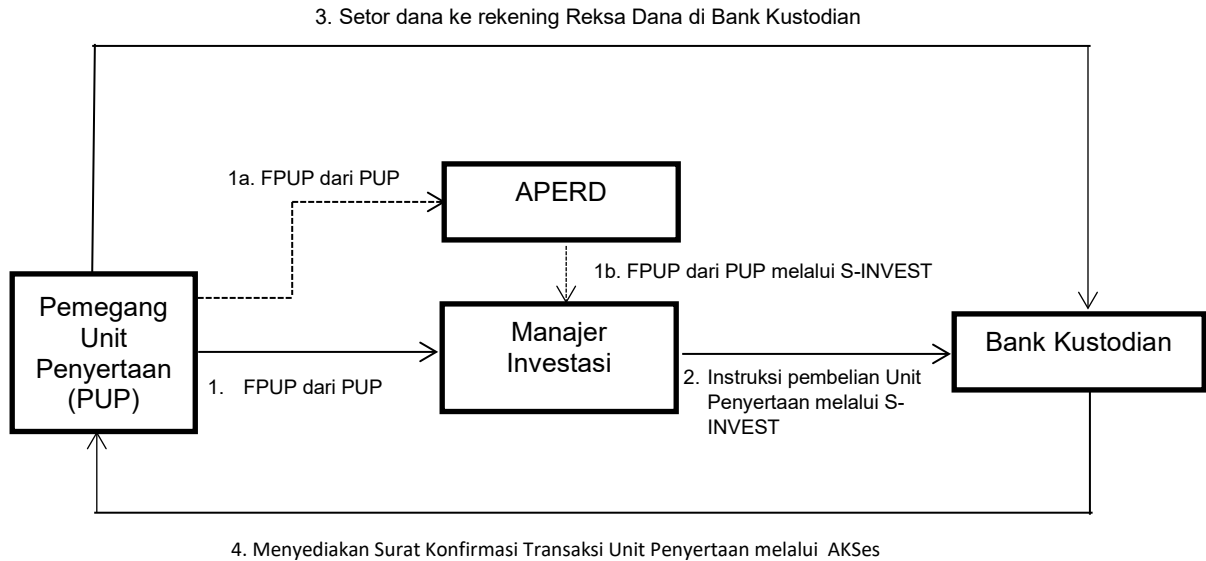 3. Setor dana ke rekening Reksa Dana di Bank Kustodian
1a. FPUP dari PUP
APERD
1b. FPUP dari PUP melalui S-INVEST
Pemegang
Unit
Penyertaan
(PUP)
Manajer
Investasi
Bank Kustodian
1. FPUP dari PUP
2. Instruksi pembelian Unit
Penyertaan melalui S-
INVEST
4. Menyediakan Surat Konfirmasi Transaksi Unit Penyertaan melalui AKSes